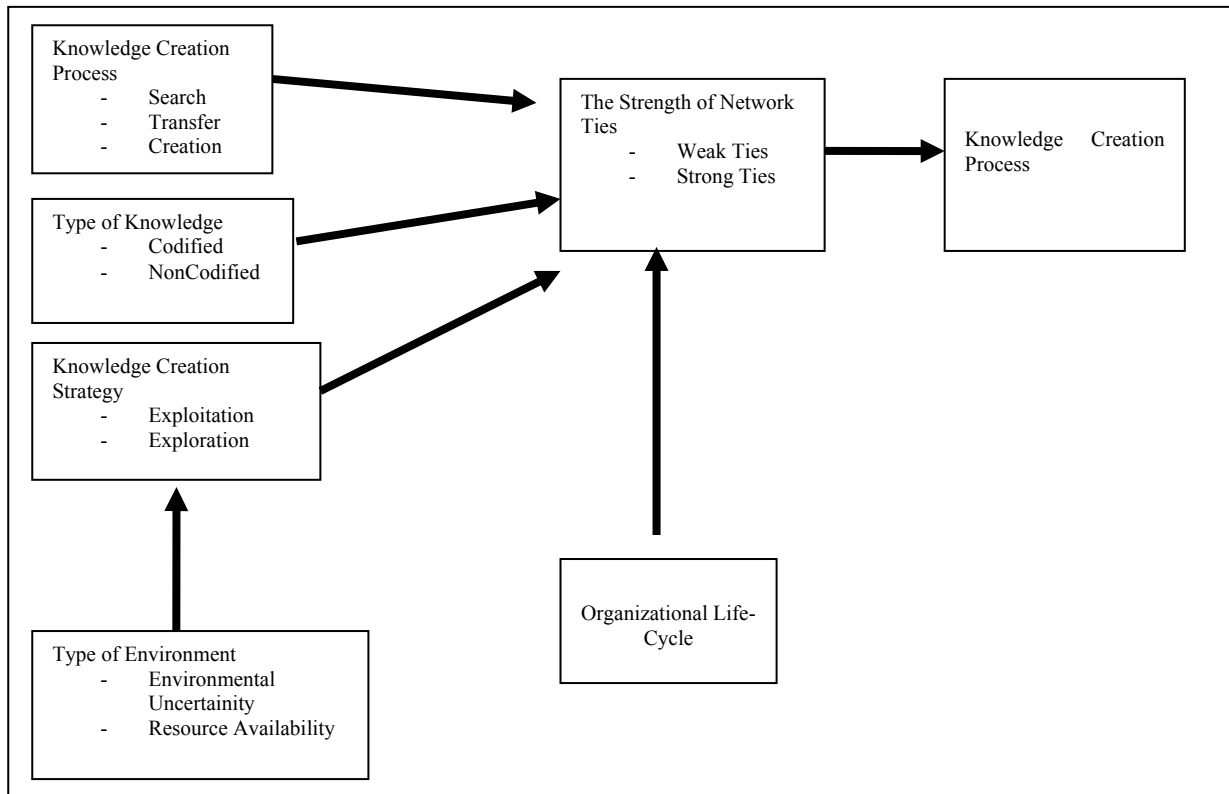 Knowledge Creation
Process
- Search
- Transfer
- Creation
Type of Knowledge
- Codified
- NonCodified
Knowledge Creation
Strategy
- Exploitation
- Exploration
Type of Environment
- Environmental
Uncertainity
- Resource Availability
The Strength of Network
Ties
- Weak Ties
- Strong Ties
Organizational Life-
Cycle
Knowledge Creation
Process